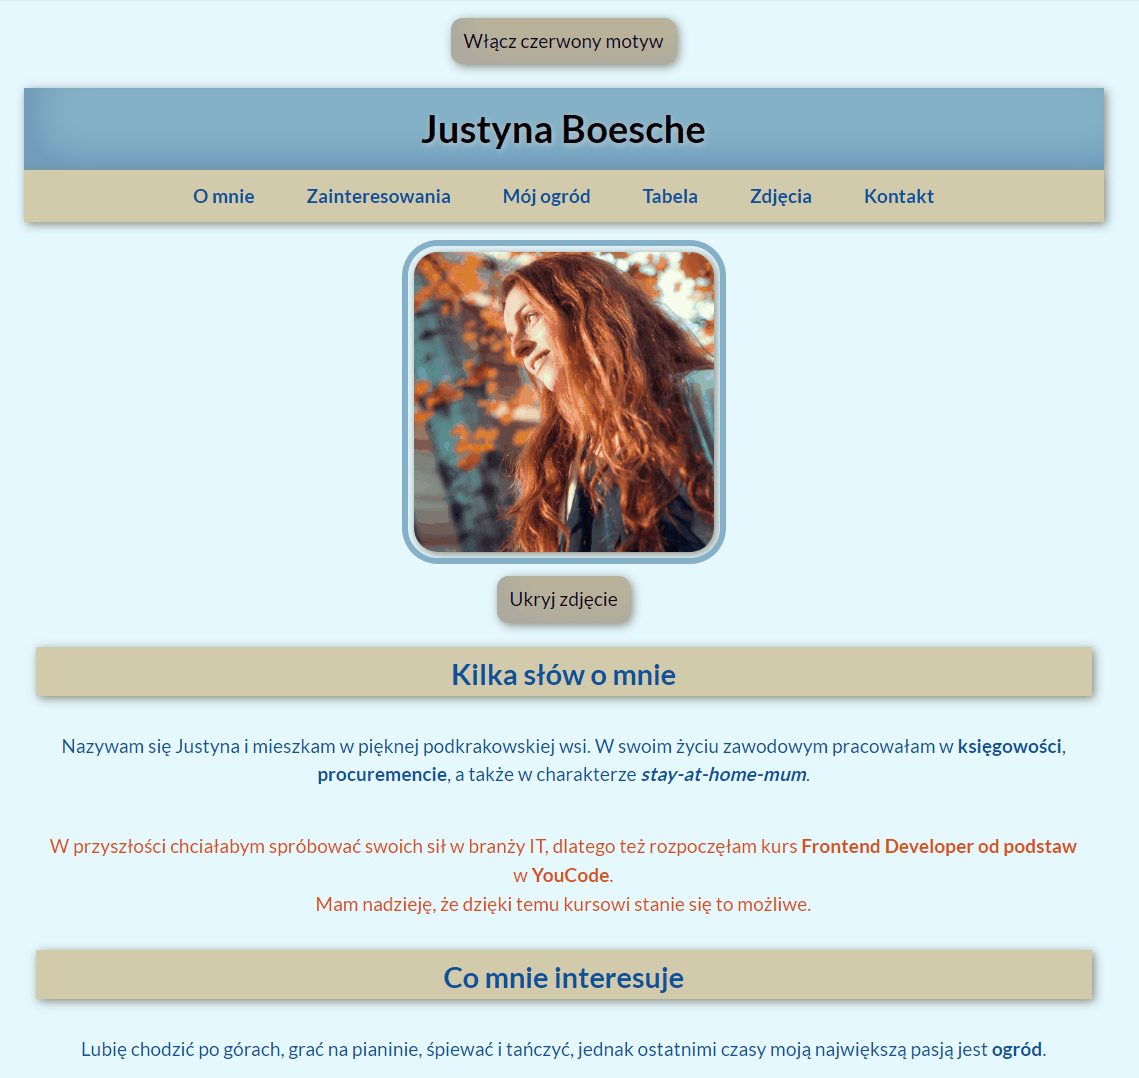 Włącz czerwony motyw
Justyna Boesche
O mnie Zainteresowania Mój ogród Tabela Zdjęcia Kontakt
Ukryj zdjęcie
Kilka słów o mnie
Nazywam się Justyna i mieszkam w pięknej podkrakowskiej wsi. W swoim życiu zawodowym pracowałam w księgowości,
procuremencie, a także w charakterze stay-at-home-mum.
W przyszłości chciałabym spróbować swoich sił w branży IT, dlatego też rozpoczęłam kurs Frontend Developer od podstaw
w YouCode.
Mam nadzieję, że dzięki temu kursowi stanie się to możliwe.
Co mnie interesuje
Lubię chodzić po górach, grać na pianinie, śpiewać i tańczyć, jednak ostatnimi czasy moją największą pasją jest ogród.